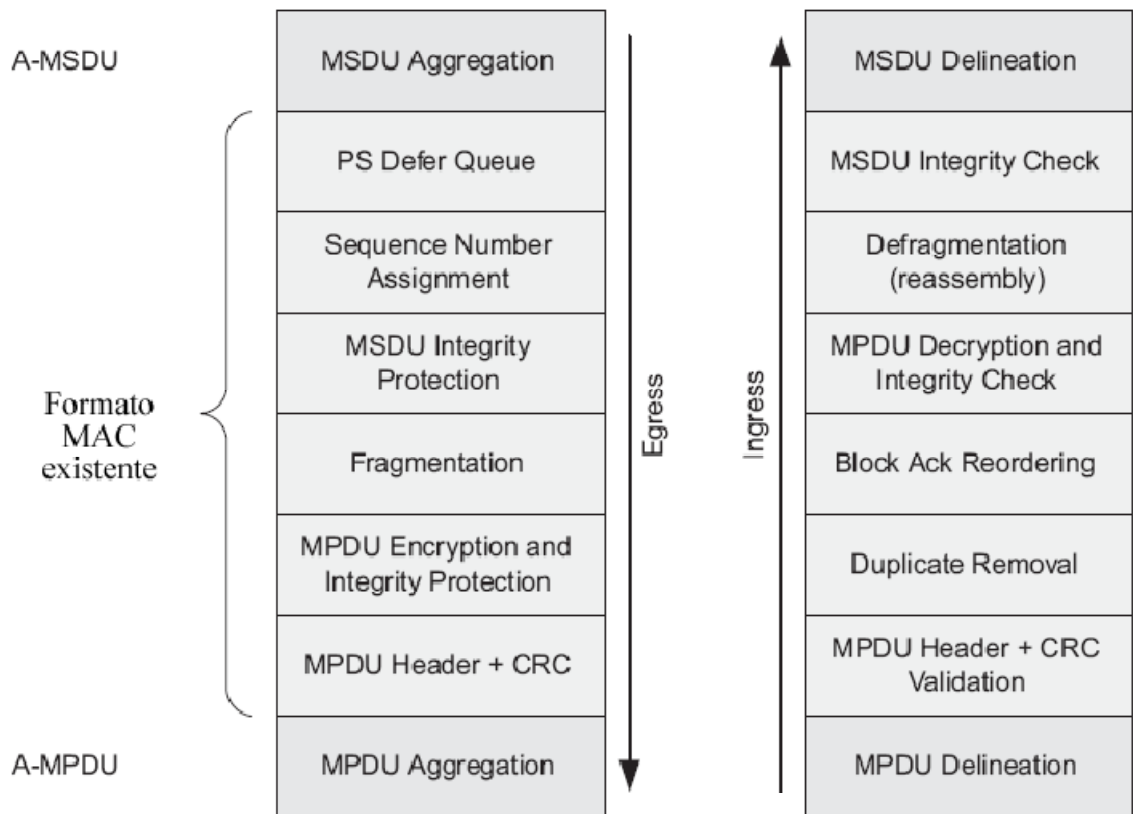 A-MSDU
MSDU Aggregation
PS Defer Queue
Sequence Number
Assignment
MSDU Integrity
Protection
Formato
MAC
existente
Fragmentation
MPDU Encryption and
Integrity Protection
MPDU Header + CRC
A-MPDU
MPDU Aggregation
Egress
Ingress
MSDU Delineation
MSDU Integrity Check
Defragmentation
(reassembly)
MPDU Decryption and
Integrity Check
Block Ack Reordering
Duplicate Removal
MPDU Header + CRC
Validation
MPDU Delineation